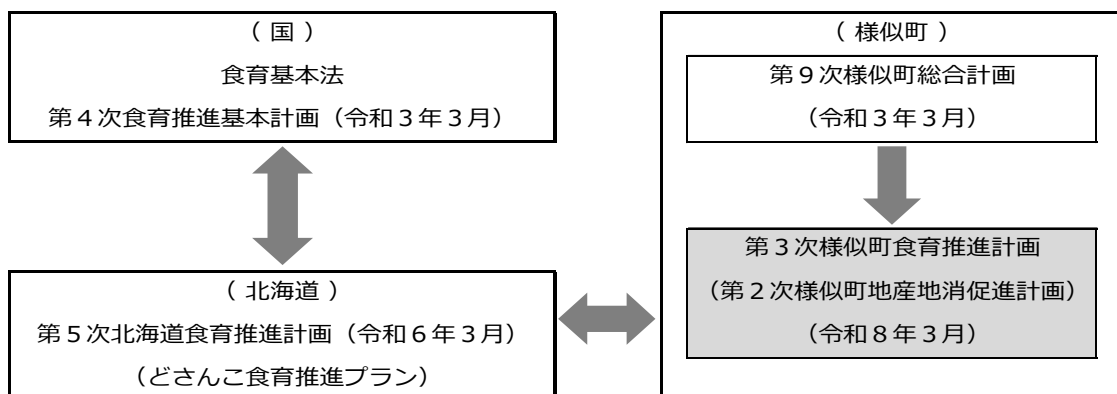 （ 国 ）
食育基本法
第４次食育推進基本計画（令和３年３月）
（ 北海道 ）
第５次北海道食育推進計画（令和６年３月）
（どさんこ食育推進プラン）
（ 様似町 ）
第９次様似町総合計画
（令和３年３月）
第３次様似町食育推進計画
（第２次様似町地産地消促進計画）
（令和８年３月）